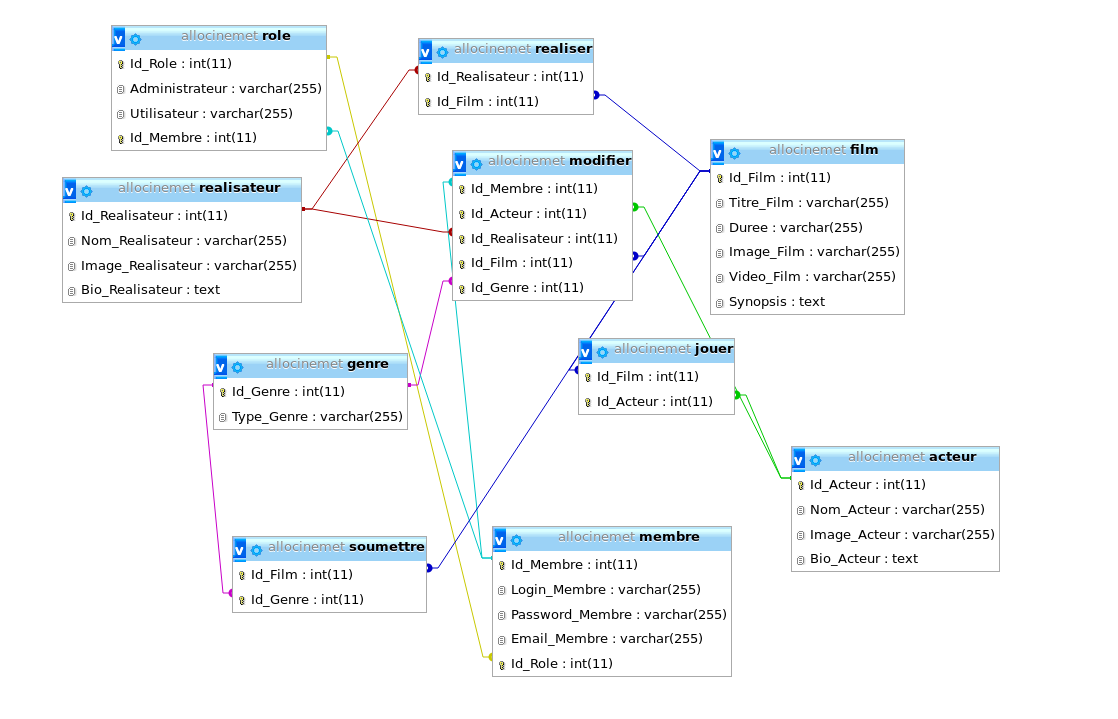 allocinemet role
Id_Role : int(11)
Administrateur : varchar(255)
Utilisateur : varchar(255)
Id_Membre : int(11)
allocinemet realiser
Id_Realisateur : int(11)
Id_Film : int(11)
allocinemet film
Id_Film : int(11)
Titre_Film : varchar(255)
Duree : varchar(255)
Image_Film : varchar(255)
Video_Film : varchar(255)
Synopsis : text
allocinemet modifier
Id_Membre : int(11)
Id_Acteur : int(11)
Id_Realisateur : int(11)
Id_Film : int(11)
Id_Genre : int(11)
allocinemet realisateur
Id_Realisateur : int(11)
Nom_Realisateur : varchar(255)
Image_Realisateur : varchar(255)
Bio_Realisateur : text
allocinemet jouer
Id_Film : int(11)
Id_Acteur : int(11)
allocinemet genre
Id_Genre : int(11)
Type_Genre : varchar(255)
allocinemet acteur
Id_Acteur : int(11)
Nom_Acteur : varchar(255)
Image_Acteur : varchar(255)
Bio_Acteur : text
allocinemet soumettre
Id_Film : int(11)
Id_Genre : int(11)
allocinemet membre
Id_Membre : int(11)
Login_Membre : varchar(255)
Password_Membre : varchar(255)
Email_Membre : varchar(255)
Id_Role : int(11)